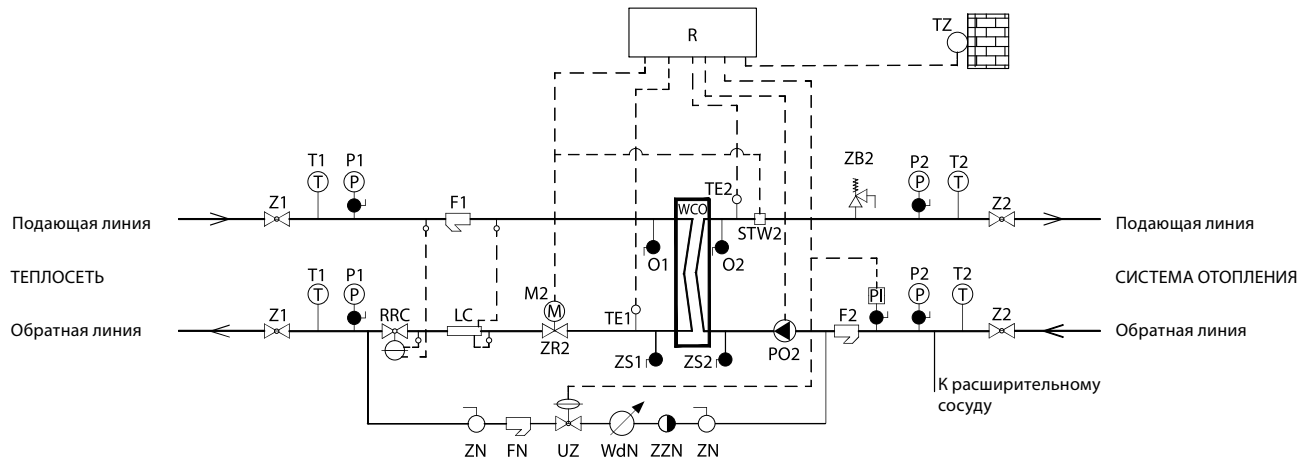 R
TZ
T1
P1
Z1
F1
TE2
WCO
STW2
ZB2
P2
T2
Z2
T
P
P
T
Подающая линия
Подающая линия
O1
O2
ТЕПЛОСЕТЬ
СИСТЕМА ОТОПЛЕНИЯ
T1
P1
Z1
RRC
LC
M2
M
ZR2
TE1
PI
P2
T2
Z2
F2
T
P
P
T
Обратная линия
Обратная линия
ZS1
ZS2
PO2
К расширительному
сосуду
ZN
FN
UZ
WdN
ZZN
ZN